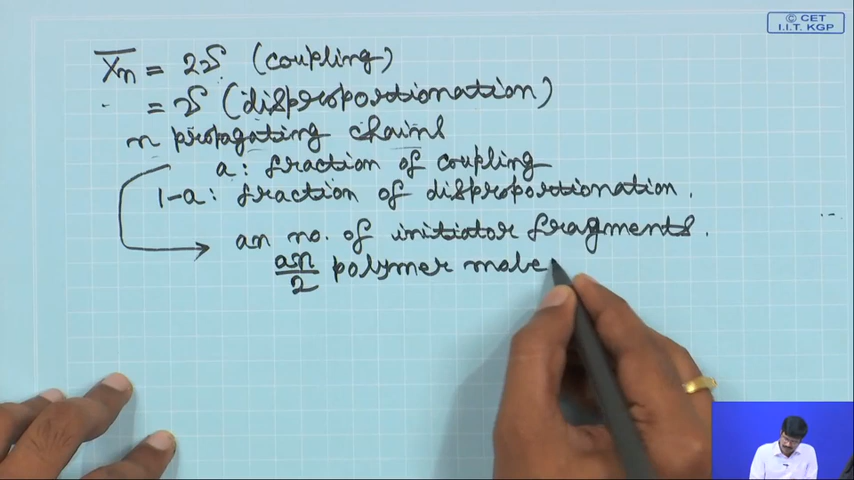 © CET
I.I.T. KGP
X̅n = 2ν (coupling)
= ν (disproportionation)
n propagating chains
a: fraction of coupling
1-a: fraction of disproportionation.
an no. of initiator fragments.
an/2 polymer mole